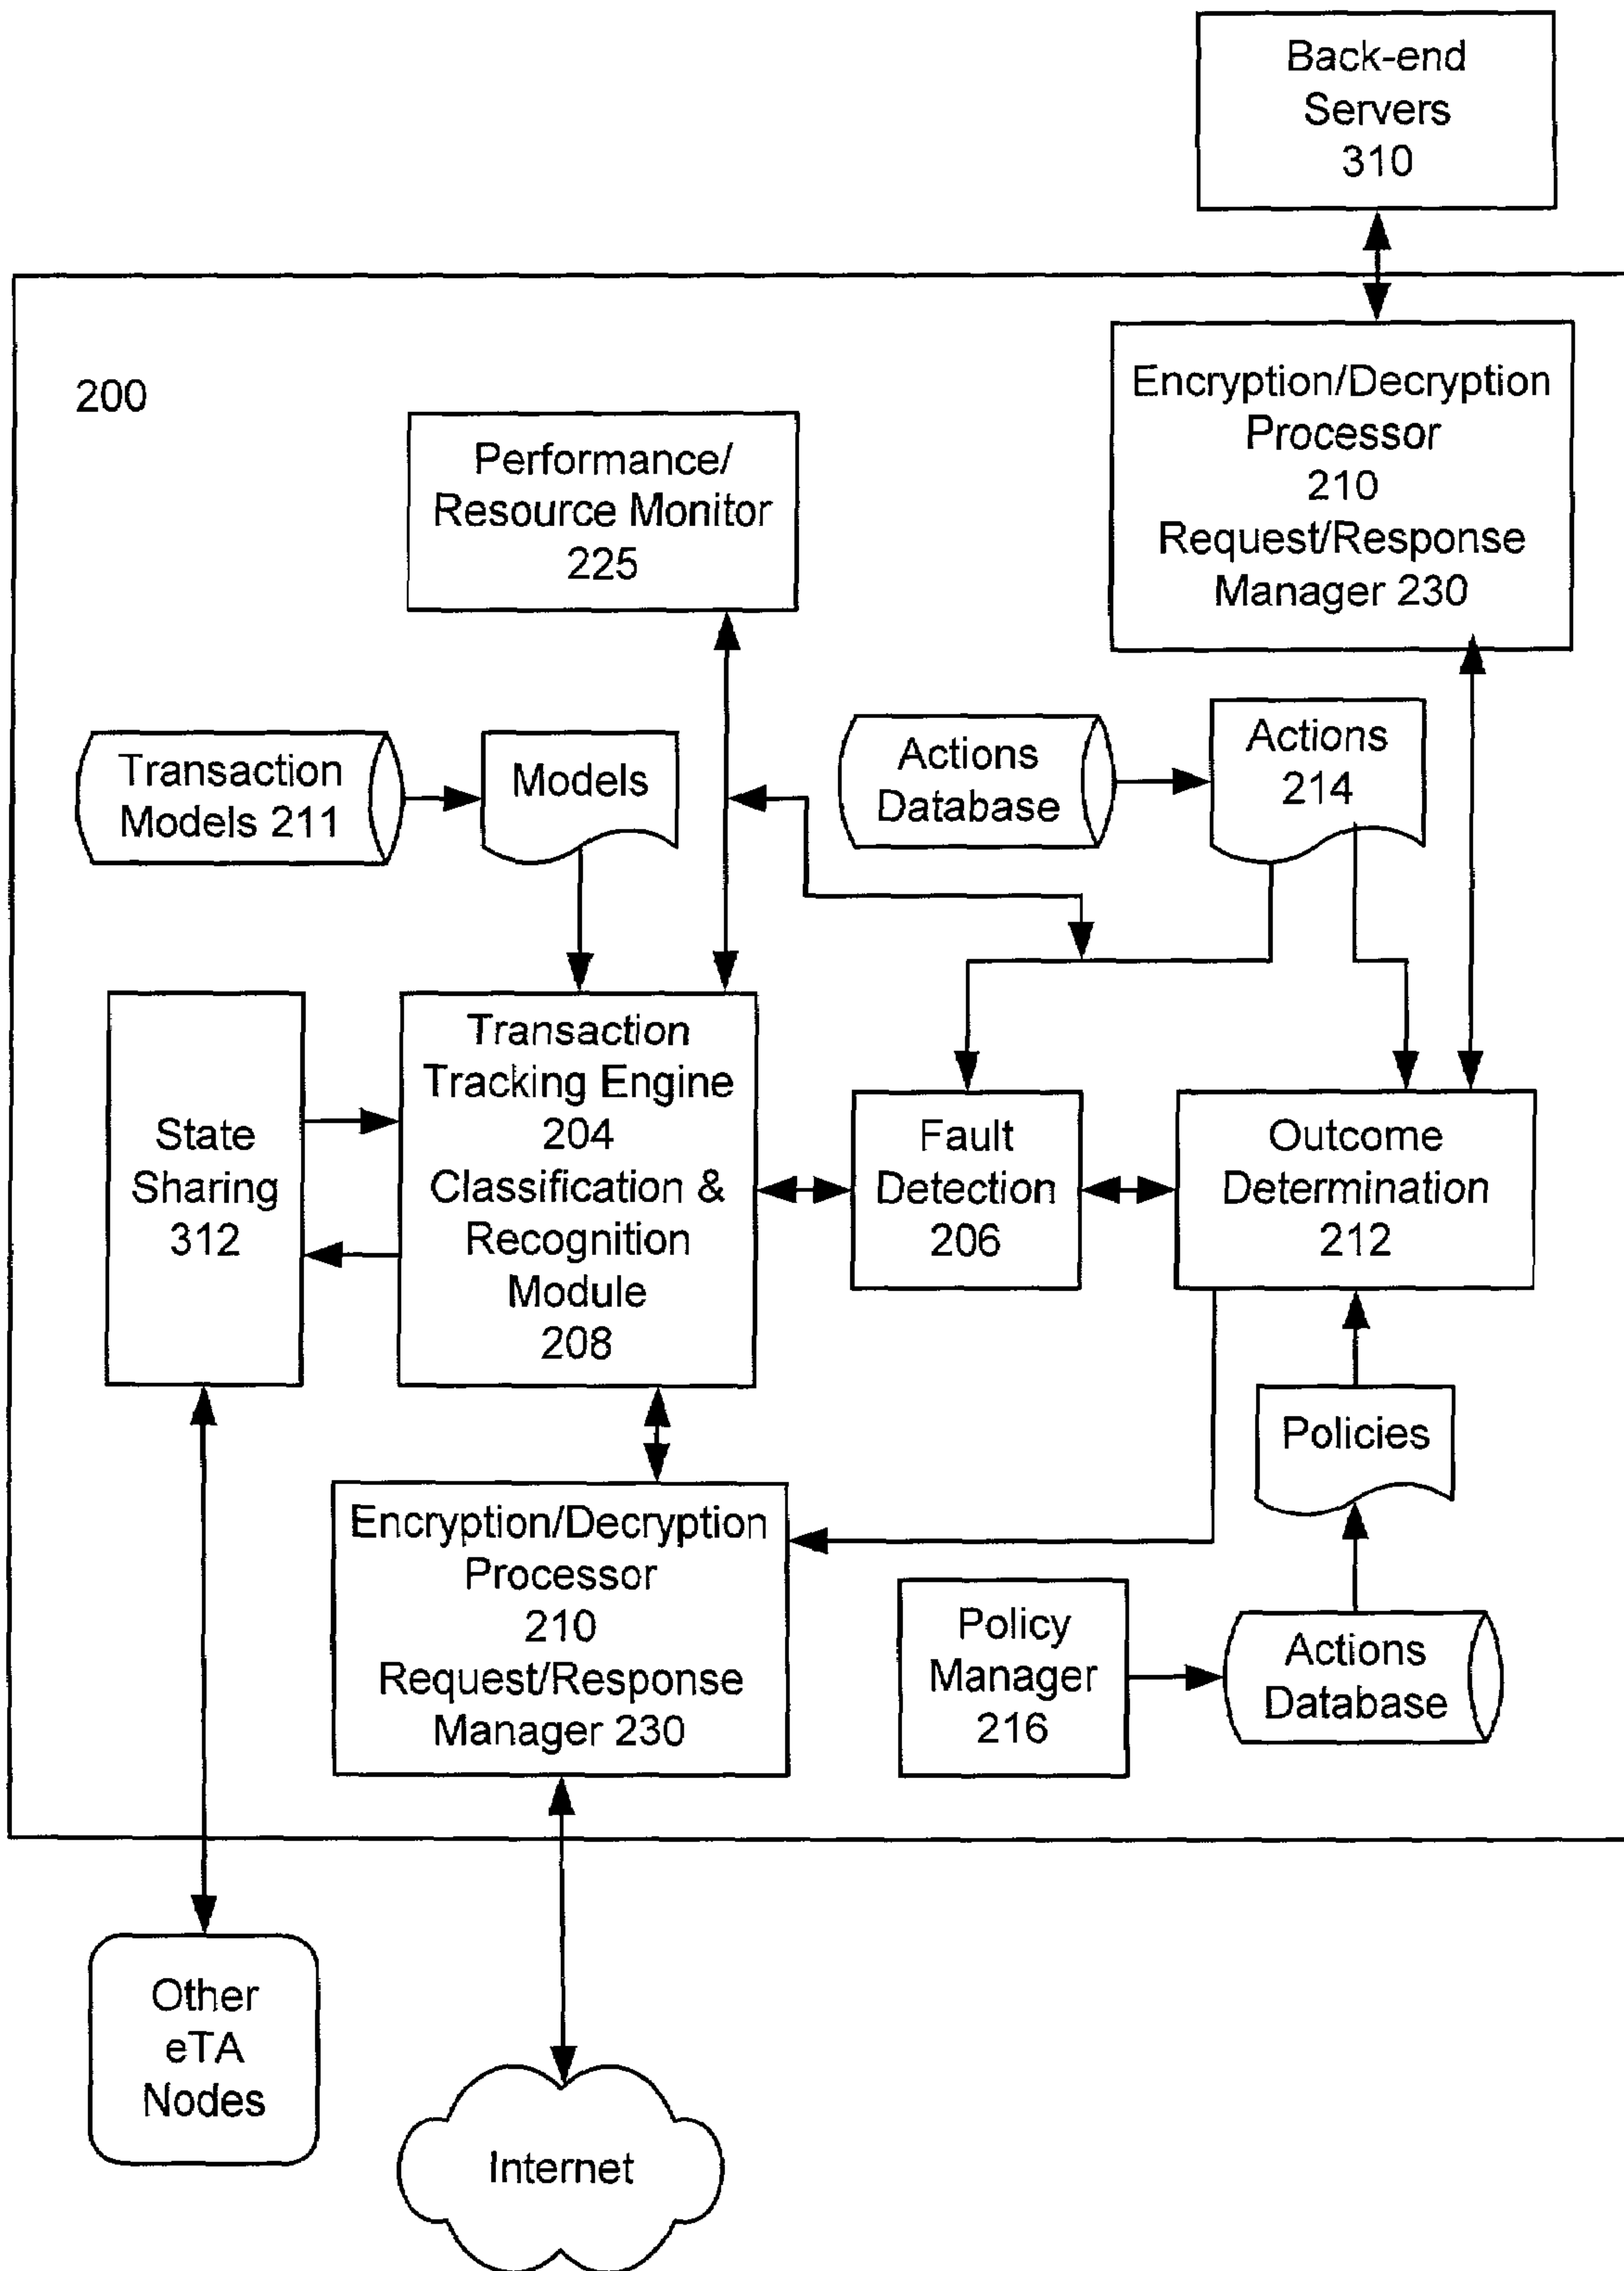 Back-end
Servers
310
200
Encryption/Decryption
Processor
210
Request/Response
Manager 230
Performance/
Resource Monitor
225
Transaction
Models 211
Models
Actions
Database
Actions
214
State
Sharing
312
Transaction
Tracking Engine
204
Classification &
Recognition
Module
208
Fault
Detection
206
Outcome
Determination
212
Policies
Encryption/Decryption
Processor
210
Request/Response
Manager 230
Policy
Manager
216
Actions
Database
Other
eTA
Nodes
Internet